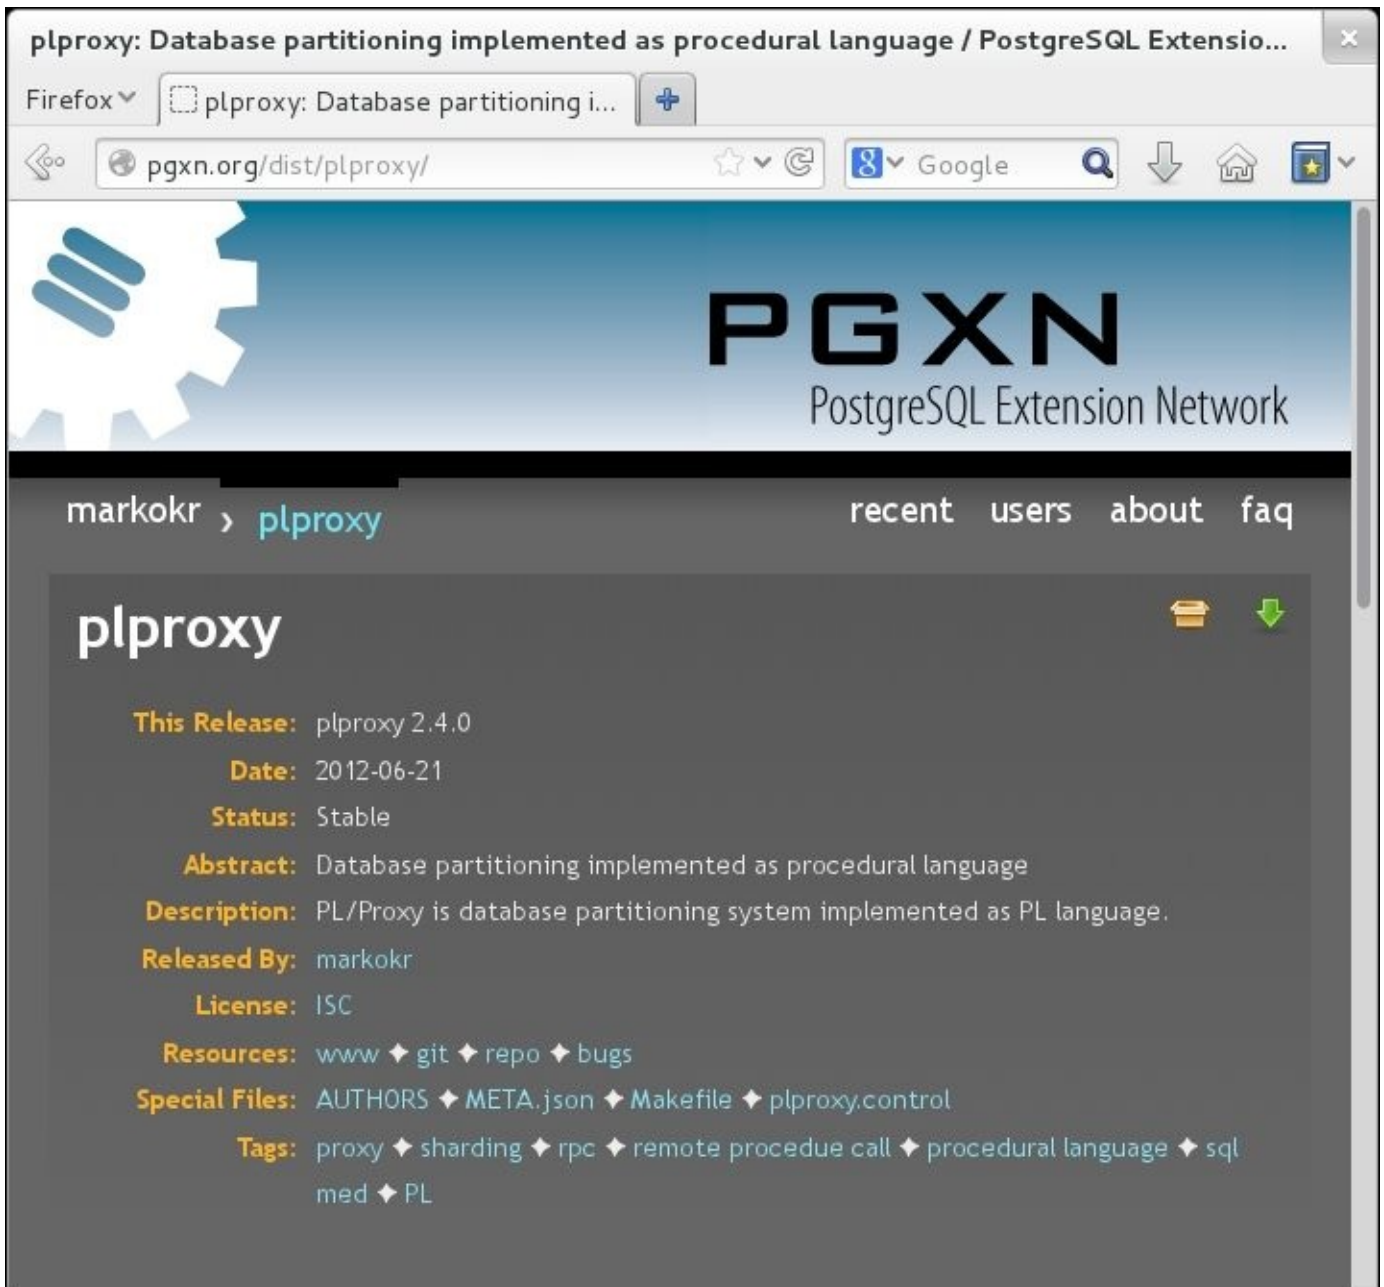 plproxy: Database partitioning implemented as procedural language / PostgreSQL Extensio...
Firefox
plproxy: Database partitioning i...
pgxn.org/dist/plproxy/
8 Google
PGXN
PostgreSQL Extension Network
markokr › plproxy
recent users about faq
plproxy
This Release: plproxy 2.4.0
Date: 2012-06-21
Status: Stable
Abstract: Database partitioning implemented as procedural language
Description: PL/Proxy is database partitioning system implemented as PL language.
Released By: markokr
License: ISC
Resources: www ✦ git ✦ repo ✦ bugs
Special Files: AUTHORS ✦ META.json ✦ Makefile ✦ plproxy.control
Tags: proxy ✦ sharding ✦ rpc ✦ remote procedue call ✦ procedural language ✦ sql
med ✦ PL